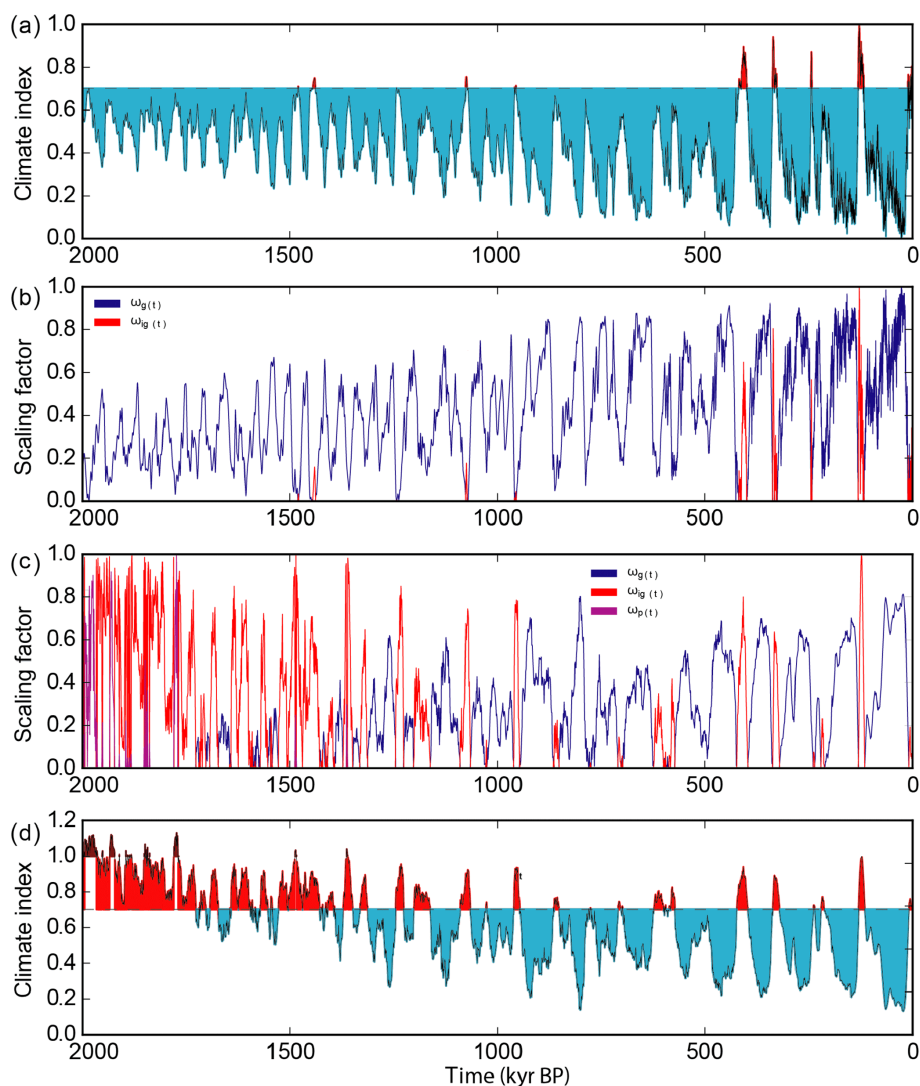 (a)
Climate index
1.0
0.8
0.6
0.4
0.2
0.0
2000 1500 1000 500 0
(b)
Scaling factor
1.0
0.8
0.6
0.4
0.2
0.0
ωg(t)
ωig (t)
2000 1500 1000 500 0
(c)
Scaling factor
1.0
0.8
0.6
0.4
0.2
0.0
ωg(t)
ωig (t)
ωp(t)
2000 1500 1000 500 0
(d)
Climate index
1.2
1.0
0.8
0.6
0.4
0.2
0.0
t
2000 1500 1000 500 0
Time (kyr BP)